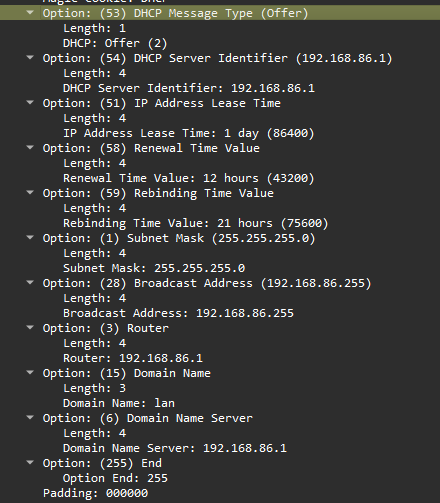 Magic cookie: DHCP
Option: (53) DHCP Message Type (Offer)
Length: 1
DHCP: Offer (2)
Option: (54) DHCP Server Identifier (192.168.86.1)
Length: 4
DHCP Server Identifier: 192.168.86.1
Option: (51) IP Address Lease Time
Length: 4
IP Address Lease Time: 1 day (86400)
Option: (58) Renewal Time Value
Length: 4
Renewal Time Value: 12 hours (43200)
Option: (59) Rebinding Time Value
Length: 4
Rebinding Time Value: 21 hours (75600)
Option: (1) Subnet Mask (255.255.255.0)
Length: 4
Subnet Mask: 255.255.255.0
Option: (28) Broadcast Address (192.168.86.255)
Length: 4
Broadcast Address: 192.168.86.255
Option: (3) Router
Length: 4
Router: 192.168.86.1
Option: (15) Domain Name
Length: 3
Domain Name: lan
Option: (6) Domain Name Server
Length: 4
Domain Name Server: 192.168.86.1
Option: (255) End
Option End: 255
Padding: 000000